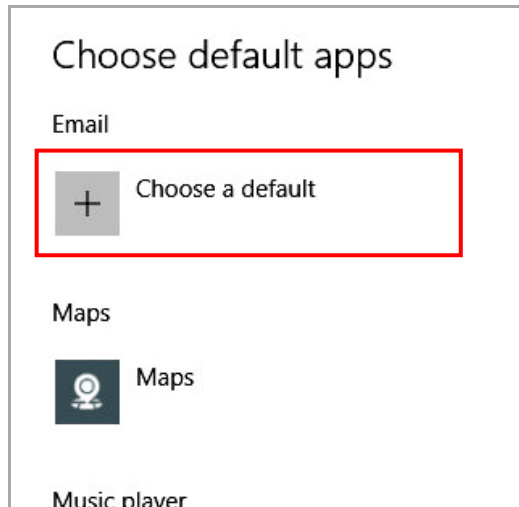 Choose default apps
Email
Choose a default
Maps
Maps
Music player